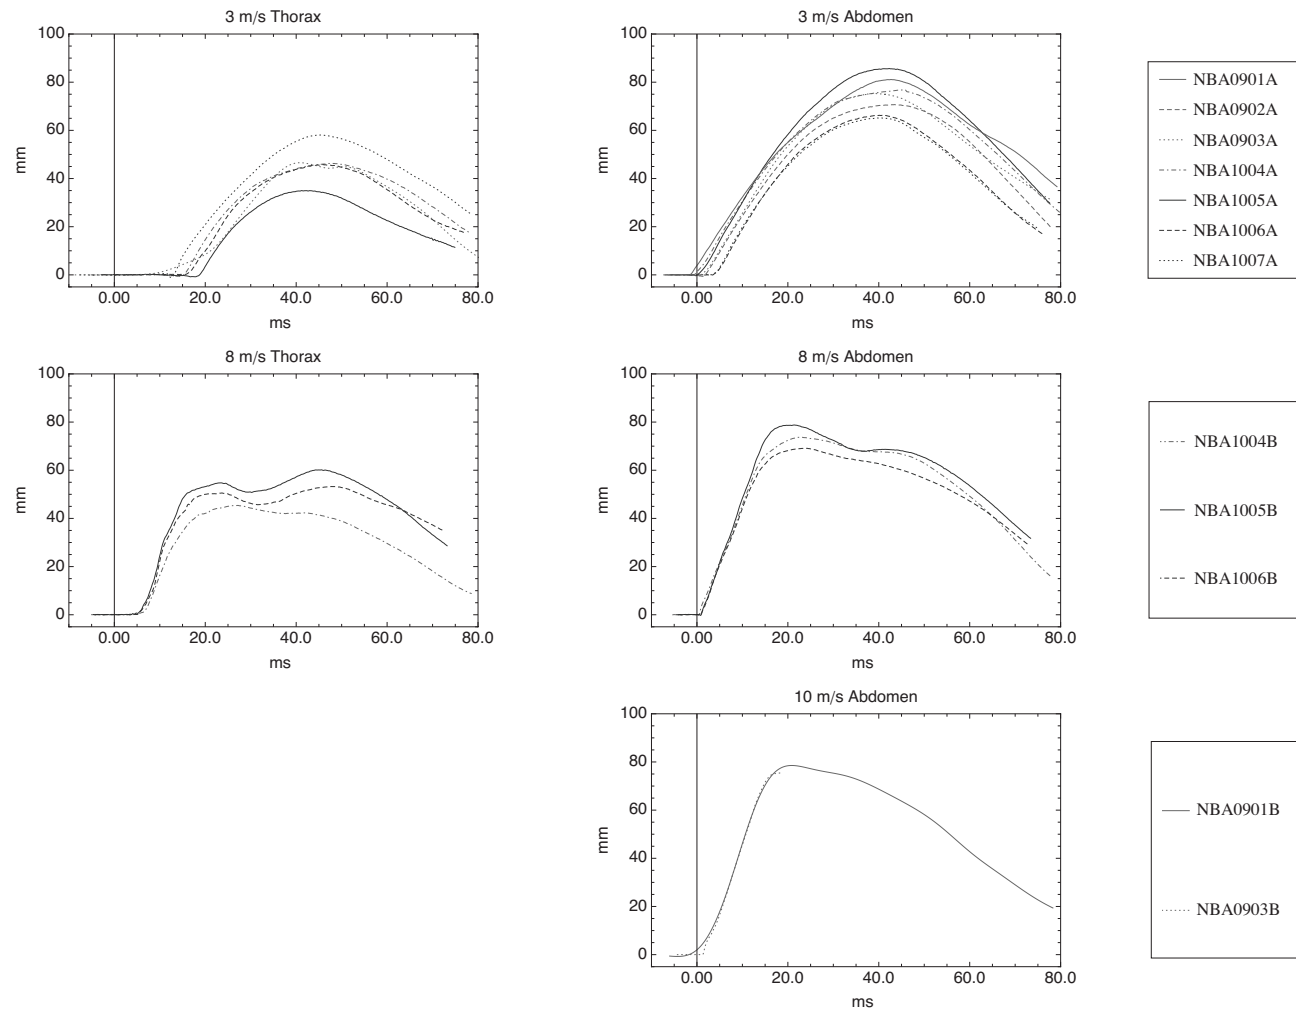 3 m/s Thorax
100
80
60
40
20
0
mm
0.00 20.0 40.0 60.0 80.0
ms
3 m/s Abdomen
100
80
60
40
20
0
mm
0.00 20.0 40.0 60.0 80.0
ms
NBA0901A
NBA0902A
NBA0903A
NBA1004A
NBA1005A
NBA1006A
NBA1007A
8 m/s Thorax
100
80
60
40
20
0
mm
0.00 20.0 40.0 60.0 80.0
ms
8 m/s Abdomen
100
80
60
40
20
0
mm
0.00 20.0 40.0 60.0 80.0
ms
NBA1004B
NBA1005B
NBA1006B
10 m/s Abdomen
100
80
60
40
20
0
mm
0.00 20.0 40.0 60.0 80.0
ms
NBA0901B
NBA0903B